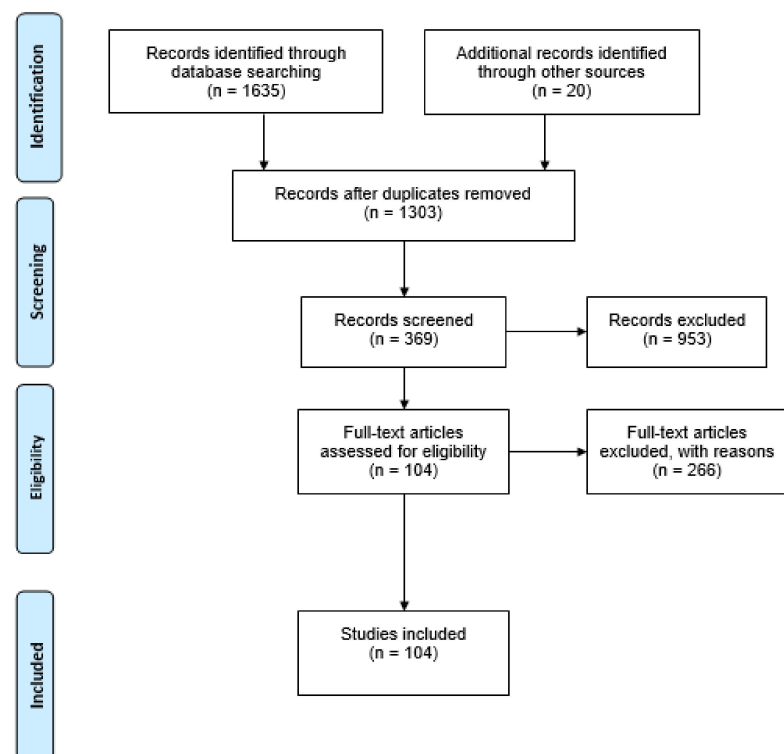 Identification
Records identified through
database searching
(n = 1635)
Additional records identified
through other sources
(n = 20)
Records after duplicates removed
(n = 1303)
Screening
Records screened
(n = 369)
Records excluded
(n = 953)
Eligibility
Full-text articles
assessed for eligibility
(n = 104)
Full-text articles
excluded, with reasons
(n = 266)
Included
Studies included
(n = 104)